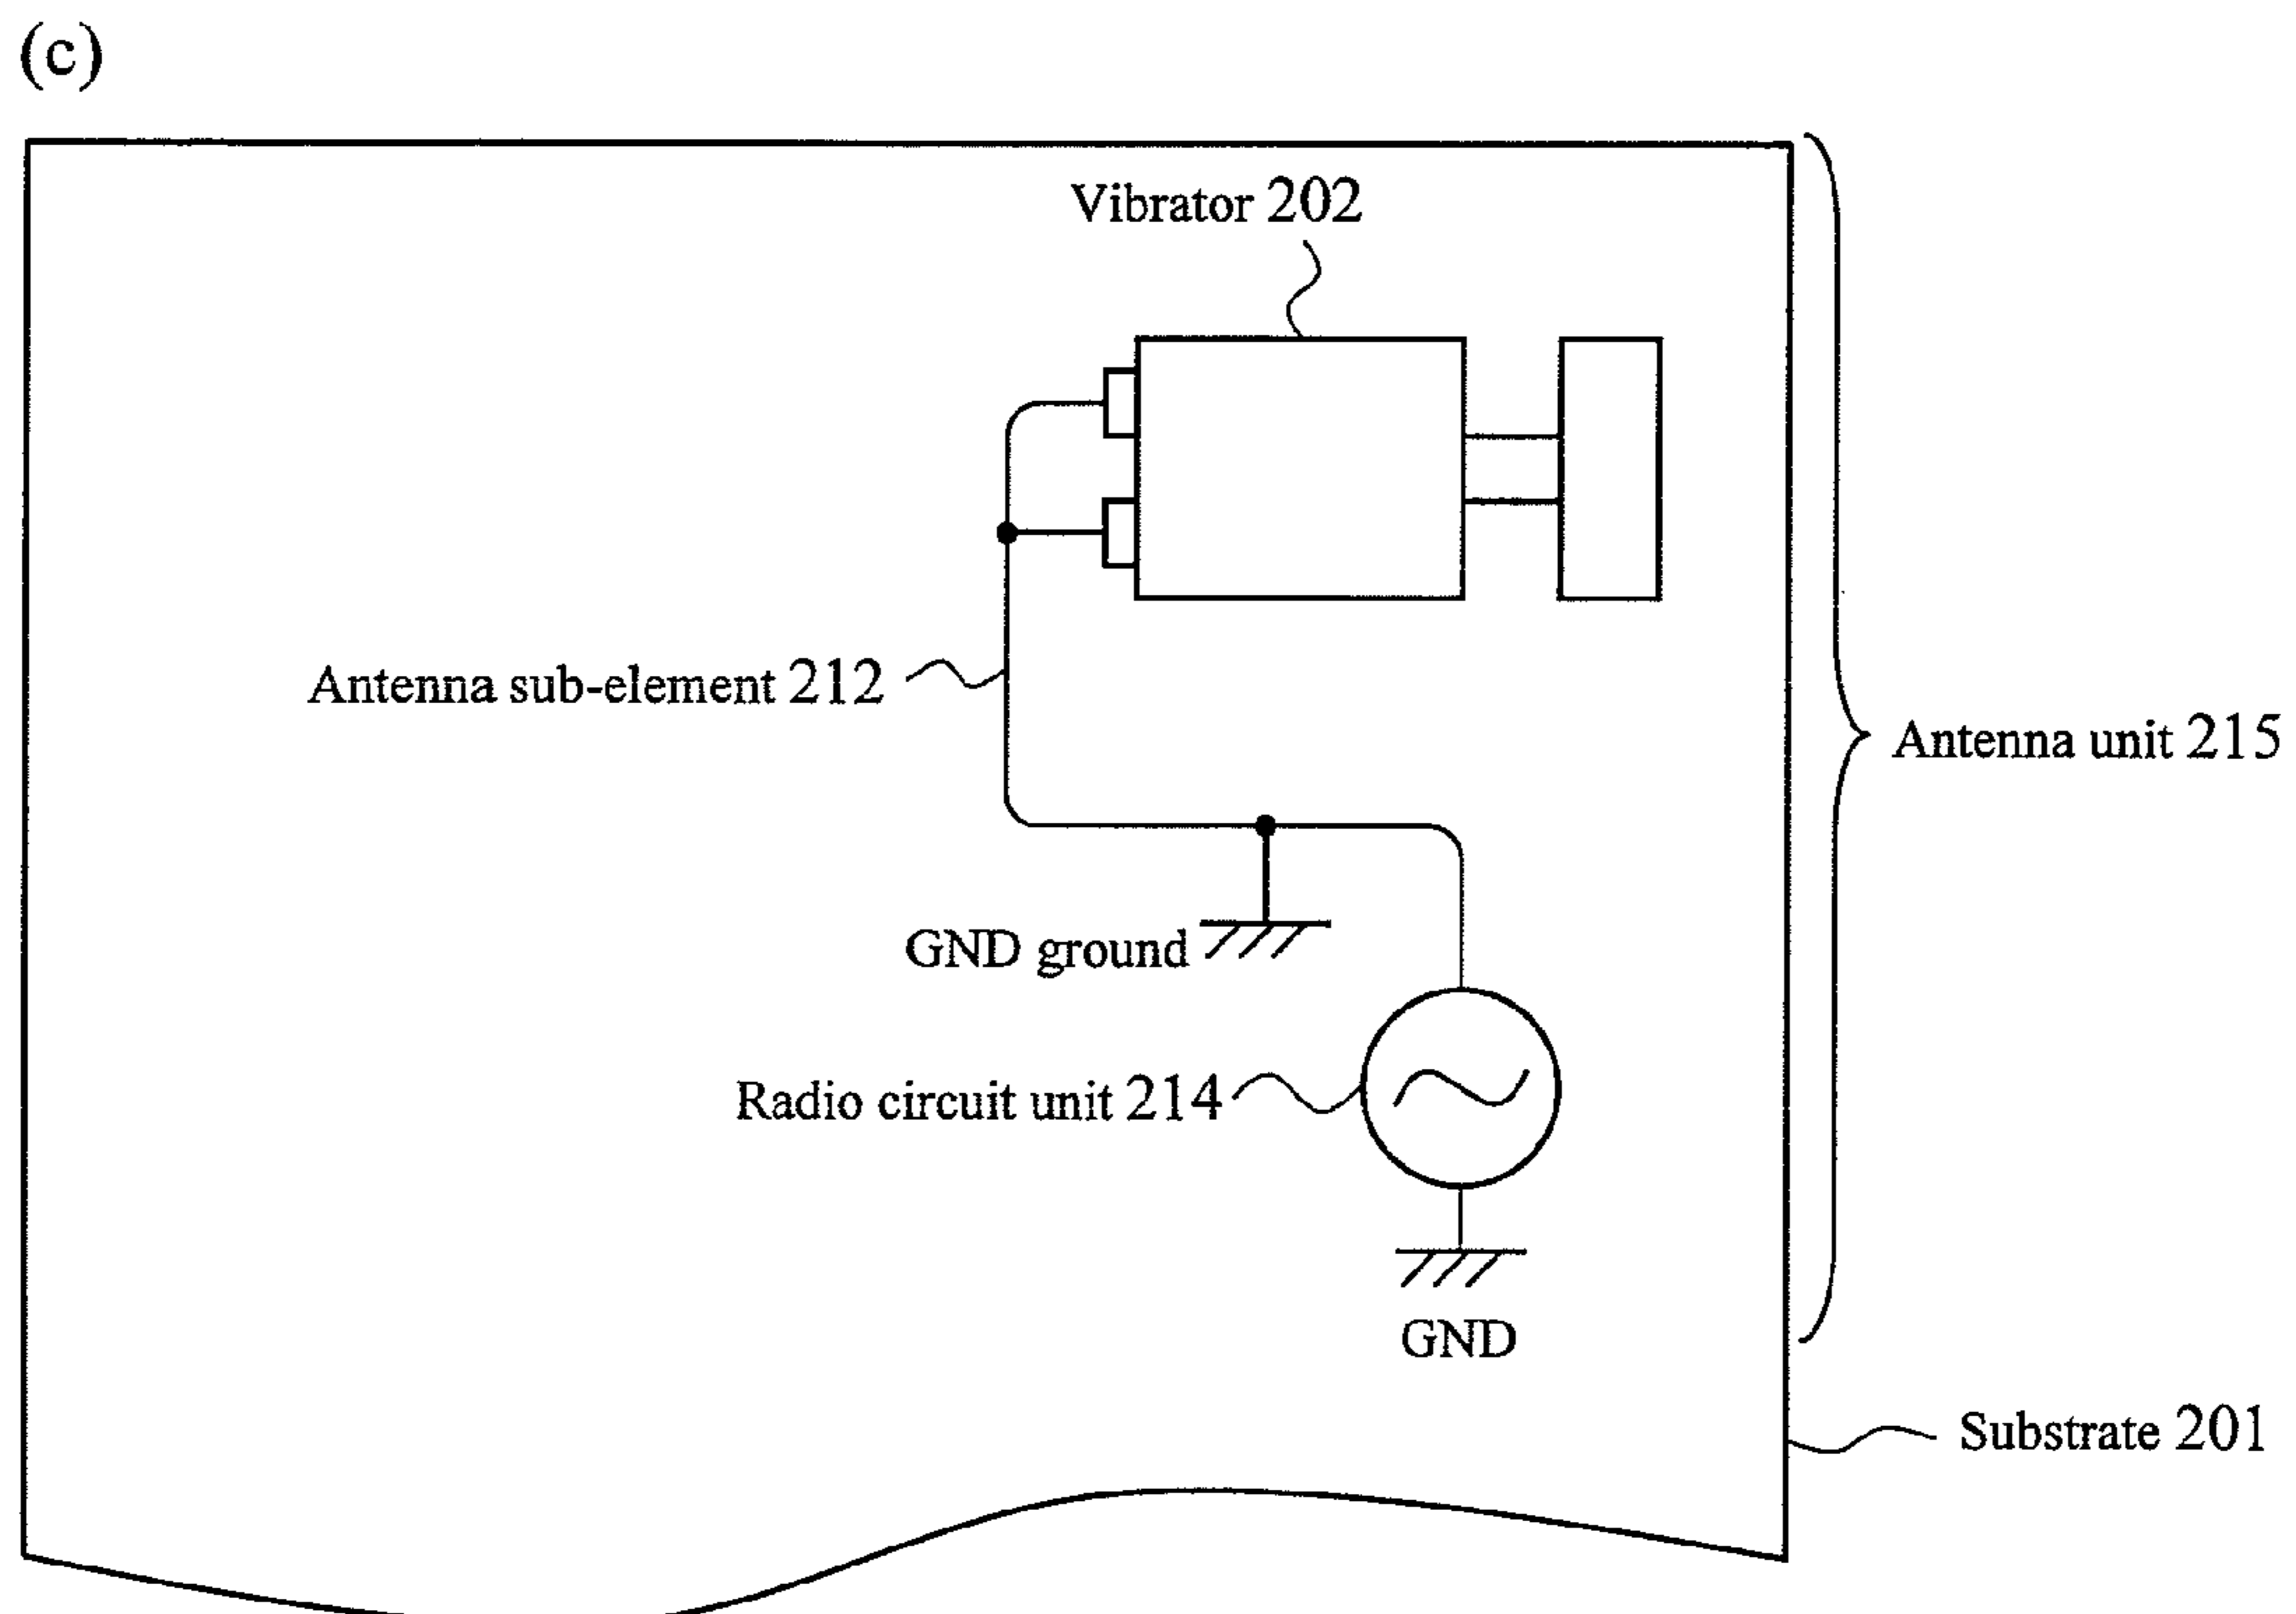 (c)
Vibrator 202
Antenna sub-element 212
Antenna unit 215
GND ground
Radio circuit unit 214
GND
Substrate 201